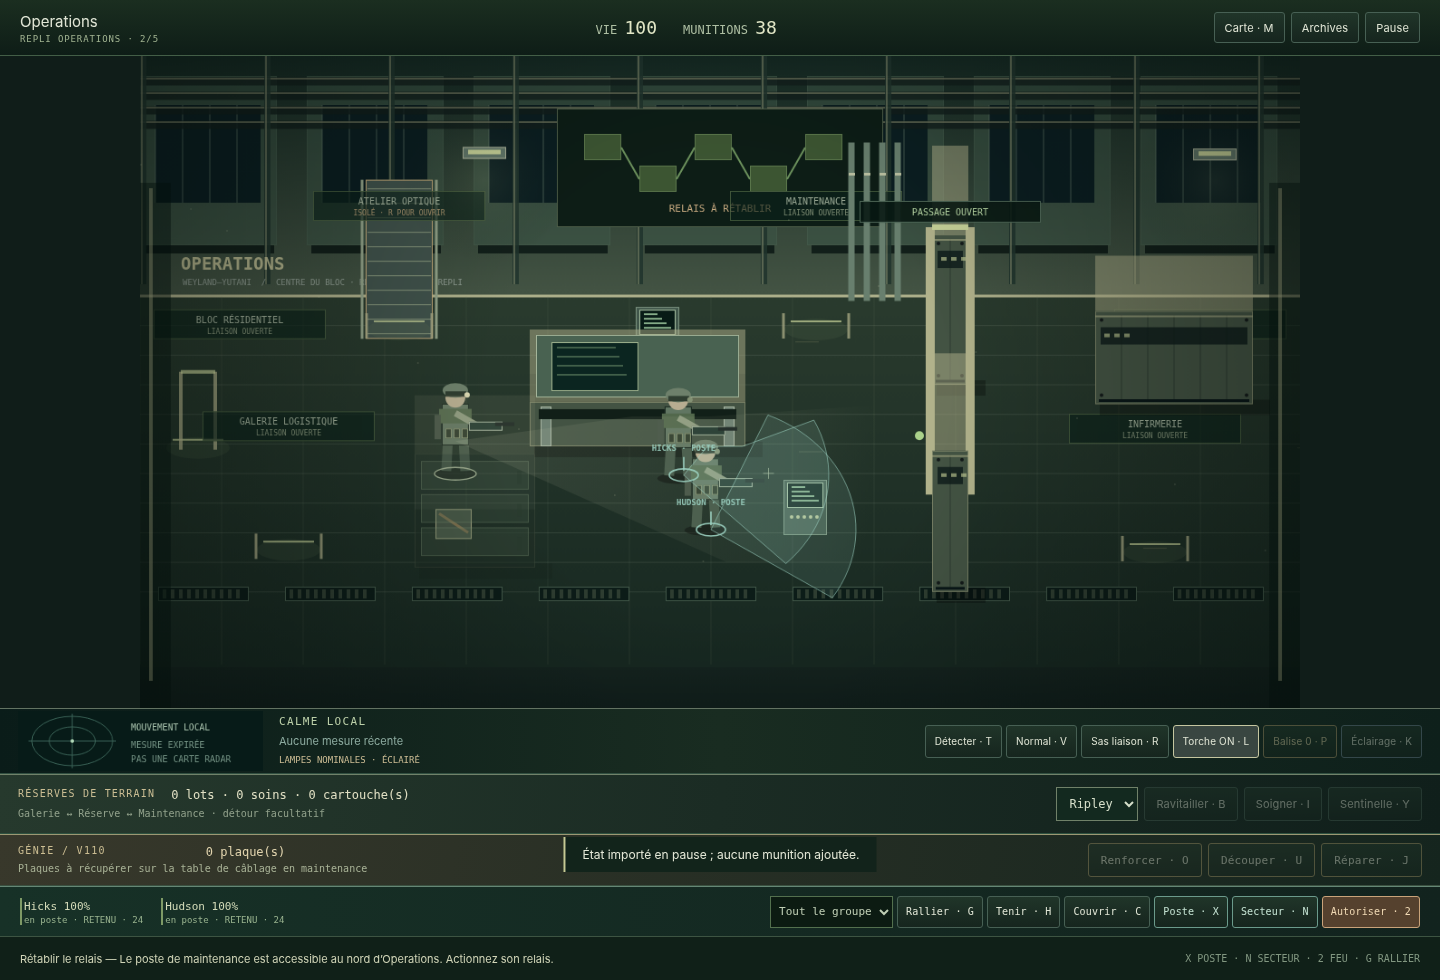 Operations
REPLI OPERATIONS · 2/5
VIE 100 MUNITIONS 38
Carte · M
Archives
Pause
ATELIER OPTIQUE
ISOLÉ · R POUR OUVRIR
RELAIS À RÉTABLIR
MAINTENANCE
LIAISON OUVERTE
PASSAGE OUVERT
OPERATIONS
WEYLAND-YUTANI / CENTRE DU BLOC · REPLI
BLOC RÉSIDENTIEL
LIAISON OUVERTE
GALERIE LOGISTIQUE
LIAISON OUVERTE
INFIRMERIE
LIAISON OUVERTE
HICKS · POSTE
HUDSON · POSTE
MOUVEMENT LOCAL
MESURE EXPIRÉE
PAS UNE CARTE RADAR
CALME LOCAL
Aucune mesure récente
LAMPES NOMINALES · ÉCLAIRÉ
Détecter · T
Normal · V
Sas liaison · R
Torche ON · L
Balise 0 · P
Éclairage · K
RÉSERVES DE TERRAIN 0 lots · 0 soins · 0 cartouche(s)
Galerie ↔ Réserve ↔ Maintenance · détour facultatif
Ripley
Ravitailler · B
Soigner · I
Sentinelle · Y
GÉNIE / V110 0 plaque(s)
Plaques à récupérer sur la table de câblage en maintenance
État importé en pause ; aucune munition ajoutée.
Renforcer · O
Découper · U
Réparer · J
Hicks 100%
en poste · RETENU · 24
Hudson 100%
en poste · RETENU · 24
Tout le groupe
Rallier · G
Tenir · H
Couvrir · C
Poste · X
Secteur · N
Autoriser · 2
Rétablir le relais — Le poste de maintenance est accessible au nord d'Operations. Actionnez son relais.
X POSTE · N SECTEUR · 2 FEU · G RALLIER